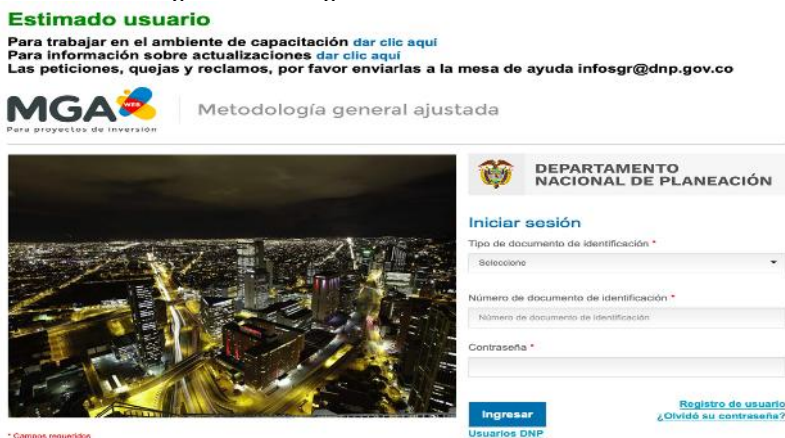 Estimado usuario
Para trabajar en el ambiente de capacitación dar clic aquí
Para información sobre actualizaciones dar clic aquí
Las peticiones, quejas y reclamos, por favor enviarlas a la mesa de ayuda infosgr@dnp.gov.co
MGA WEB
Para proyectos de inversión
Metodología general ajustada
DEPARTAMENTO
NACIONAL DE PLANEACIÓN
Iniciar sesión
Tipo de documento de identificación *
Seleccione
Número de documento de identificación *
Número de documento de identificación
Contraseña *
Ingresar
Registro de usuario
¿Olvidó su contraseña?
Usuarios DNP
* Campos requeridos